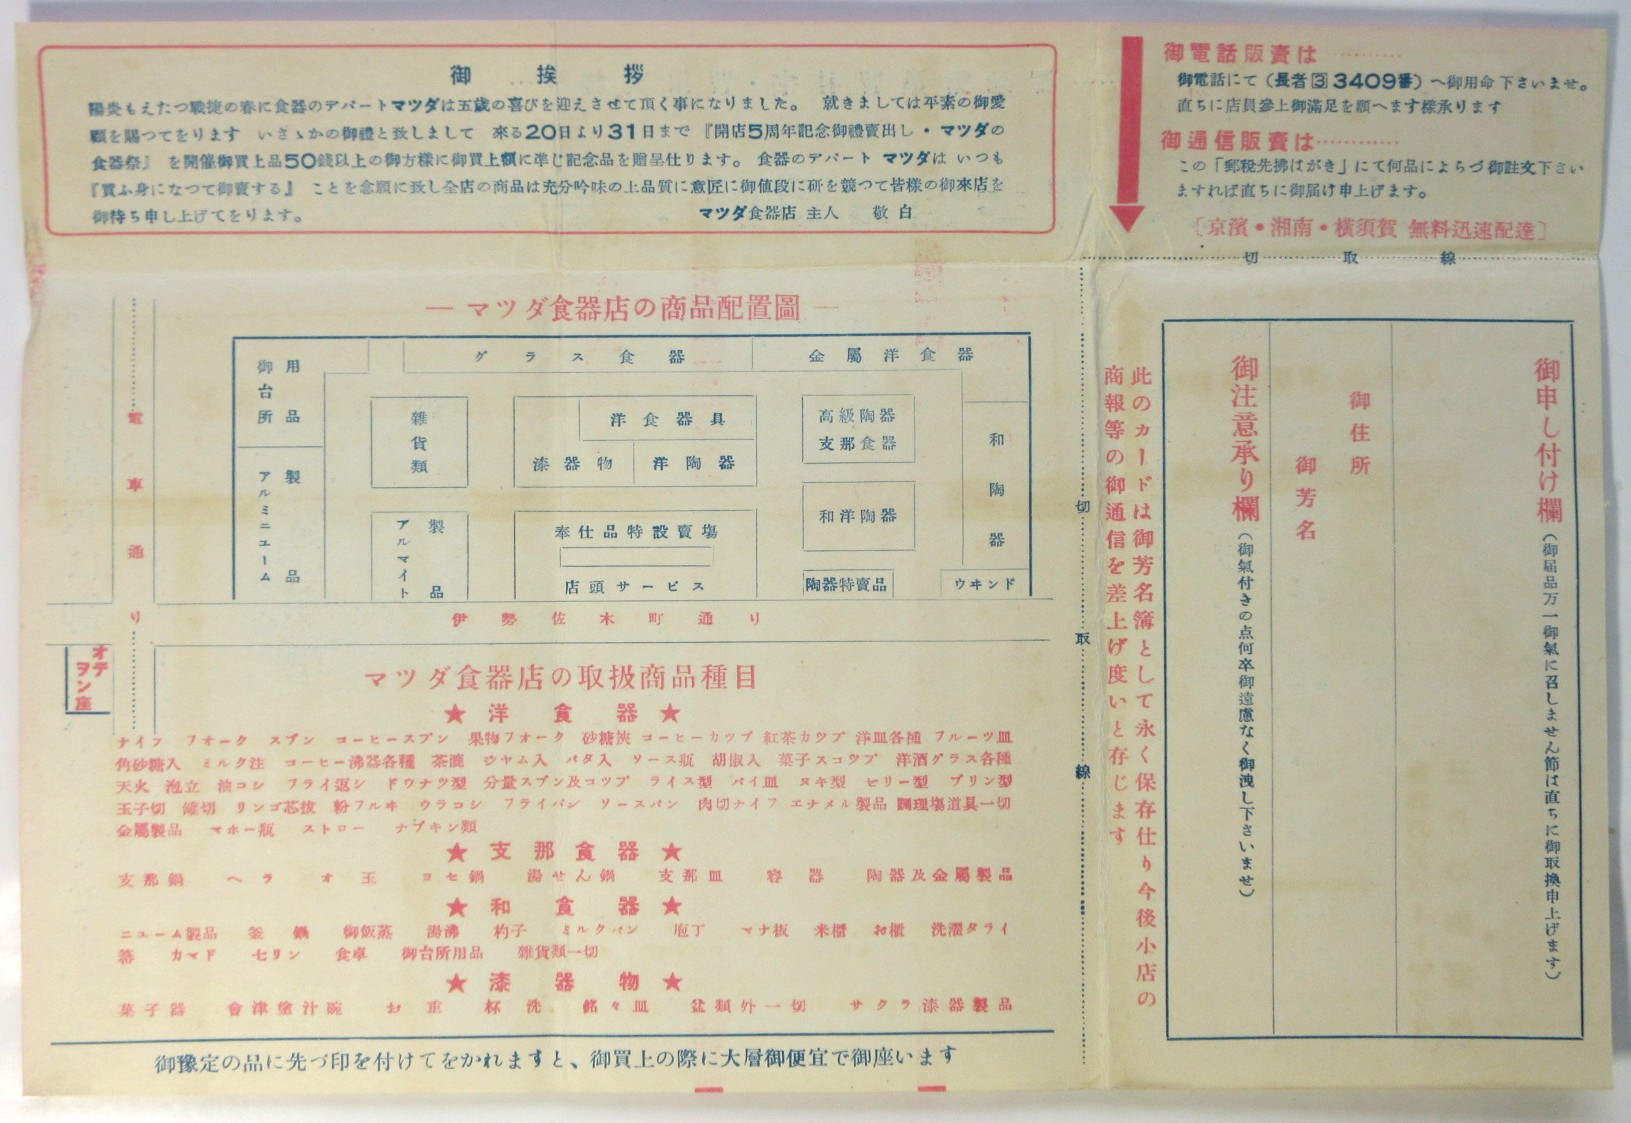 御挨拶
陽炎もえたつ戰捷の春に食器のデパートマツダは五歳の喜びを迎えさせて頂く事になりました。 就きましては平素の御愛
顧を賜つてをります いさゝかの御禮と致しまして 來る20日より31日まで『開店5周年記念御禮賣出し・マツダの
食器祭』を開催御買上品50錢以上の御方様に御買上額に準じ記念品を贈呈仕ります。食器のデパート マツダは いつも
『買ふ身になつて御賣する』 ことを念願に致し全店の商品は充分吟味の上品質に意匠に御値段に研を競つて皆様の御來店を
御待ち申し上げてをります。
マツダ食器店 主人 敬白
御電話販賣は…………
御電話にて(長者[3]3409番)へ御用命下さいませ。
直ちに店員參上御滿足を願へます樣承ります
御通信販賣は…………
この「郵税先拂はがき」にて何品によらづ御註文下さい
ますれば直ちに御届け申上げます。
〔京濱・湘南・横須賀 無料迅速配達〕
切取線
―マツダ食器店の商品配置圖―
御台所用品
グラス食器
金屬洋食器
アルミニューム製品
雜貨類
洋食器具
漆器物
洋陶器
高級陶器
支那食器
和陶器
アルマイト製品
奉仕品特設賣場
店頭サービス
和洋陶器
陶器特賣品
ウヰンド
電車通り
伊勢佐木町通り
オデヲン座
マツダ食器店の取扱商品種目
★洋食器★
ナイフ フオーク スプン コーヒースプン 果物フオーク 砂糖挾 コーヒーカップ 紅茶カツプ 洋皿各種 フルーツ皿
角砂糖入 ミルク注 コーヒー沸器各種 茶漉 ジヤム入 バタ入 ソース瓶 胡椒入 菓子スコツプ 洋酒グラス各種
天火 泡立 油コシ フライ返シ ドウナツ型 分量スプン及コツプ ライス型 パイ皿 ヌキ型 ゼリー型 プリン型
玉子切 罐切 リンゴ芯拔 粉フルヰ ウラコシ フライパン ソースパン 肉切ナイフ エナメル製品 調理場道具一切
金屬製品 マホー瓶 ストロー ナプキン類
★支那食器★
支那鍋 ヘラ オ玉 ヨセ鍋 湯せん鍋 支那皿 容器 陶器及金屬製品
★和食器★
ニユーム製品 釜 鍋 御飯蒸 湯沸 杓子 ミルクパン 庖丁 マナ板 米櫃 お櫃 洗濯タライ
箒 カマド 七リン 食卓 御台所用品 雜貨類一切
★漆器物★
菓子器 會津塗汁碗 お重 杯洗 銘々皿 盆類外一切 サクラ漆器製品
御豫定の品に先づ印を付けてをかれますと、御買上の際に大層御便宜で御座います
切取線
此のカードは御芳名簿として永く保存仕り今後小店の
商報等の御通信を差上げ度いと存じます
御申し付け欄(御届品万一御氣に召しません節は直ちに御取換申上げます)
御住所
御芳名
御注意承り欄(御氣付きの点何卒御遠慮なく御洩し下さいませ)